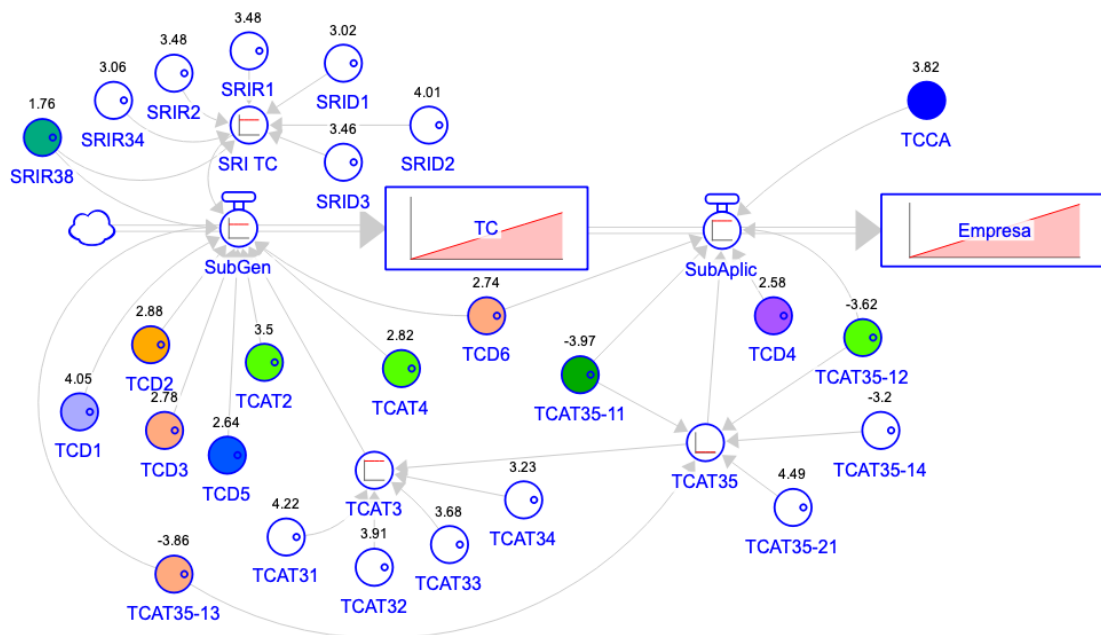 3.48
SRIR1
3.48
SRIR2
3.02
SRID1
3.06
SRIR34
4.01
SRID2
1.76
SRIR38
SRI TC
3.46
SRID3
3.82
TCCA
SubGen
TC
SubAplic
Empresa
2.88
TCD2
3.5
TCAT2
2.82
TCAT4
2.74
TCD6
2.58
TCD4
-3.62
TCAT35-12
4.05
TCD1
2.78
TCD3
2.64
TCD5
-3.97
TCAT35-11
-3.2
TCAT35-14
TCAT35
TCAT3
3.23
TCAT34
4.49
TCAT35-21
4.22
TCAT31
3.91
TCAT32
3.68
TCAT33
-3.86
TCAT35-13